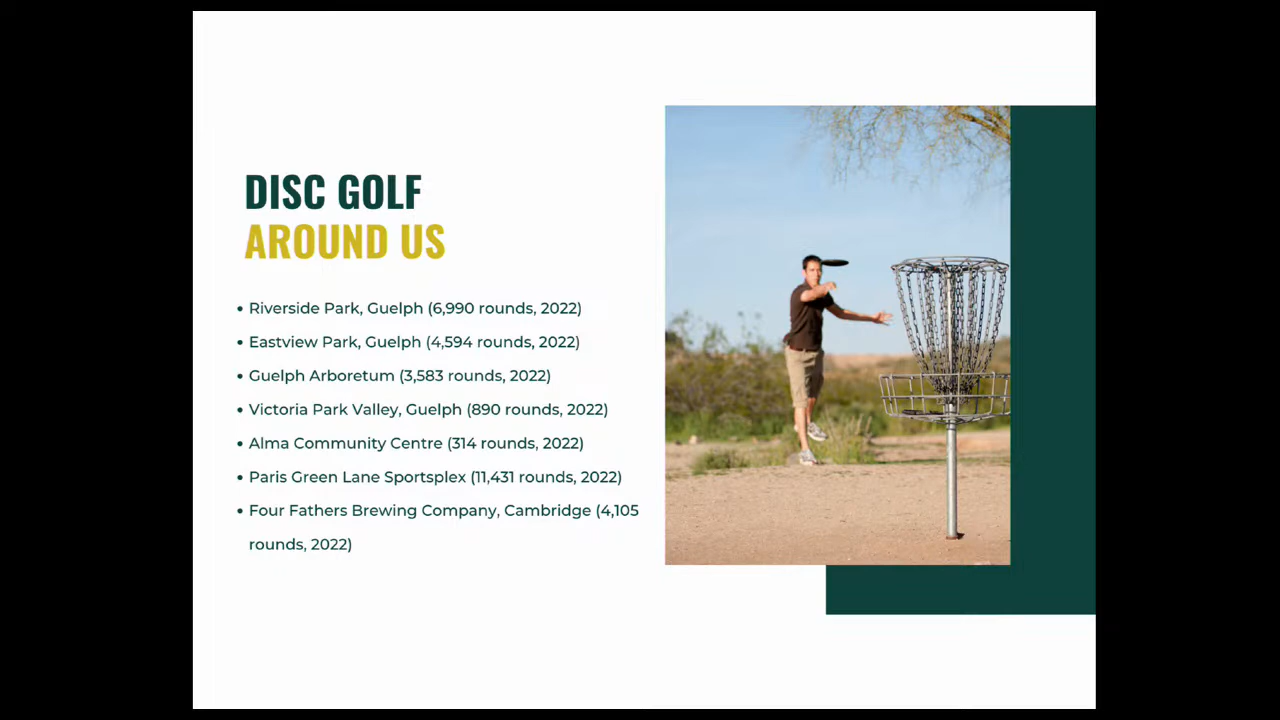 DISC GOLF
AROUND US
• Riverside Park, Guelph (6,990 rounds, 2022)
• Eastview Park, Guelph (4,594 rounds, 2022)
• Guelph Arboretum (3,583 rounds, 2022)
• Victoria Park Valley, Guelph (890 rounds, 2022)
• Alma Community Centre (314 rounds, 2022)
• Paris Green Lane Sportsplex (11,431 rounds, 2022)
• Four Fathers Brewing Company, Cambridge (4,105
rounds, 2022)